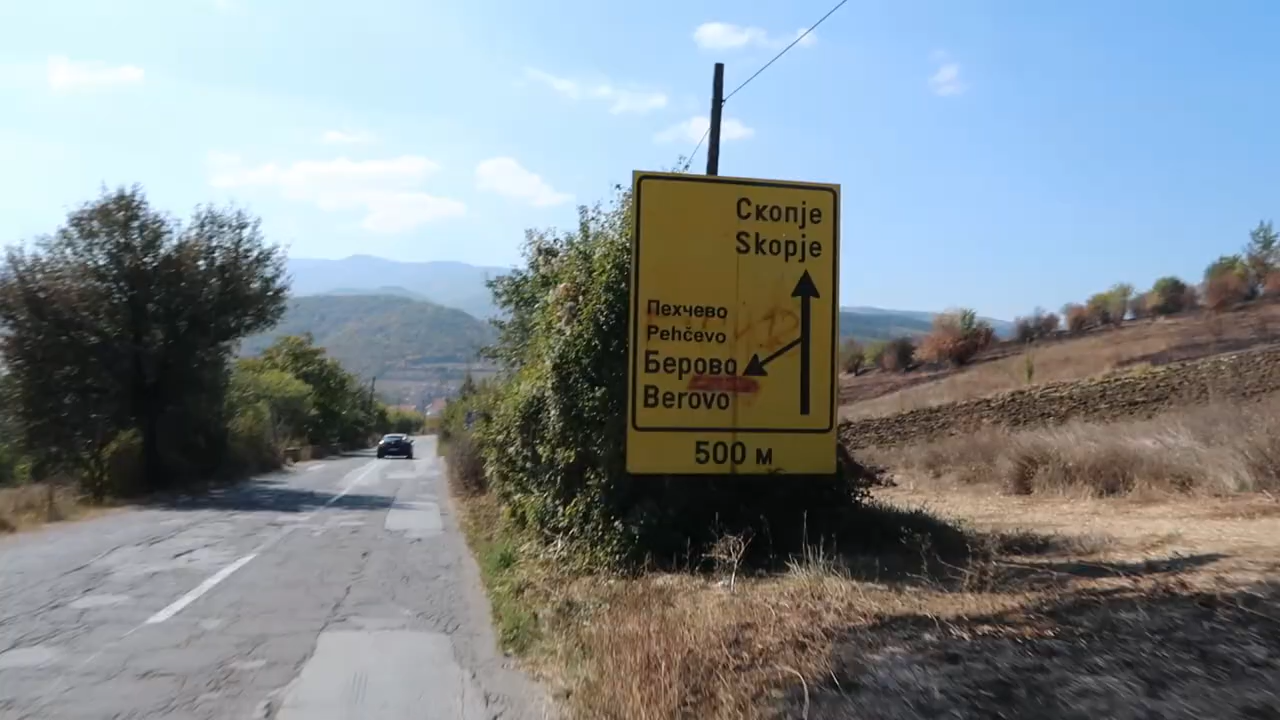 Скопје
Skopje
Пехчево
Pehčevo
Берово
Berovo
500 м